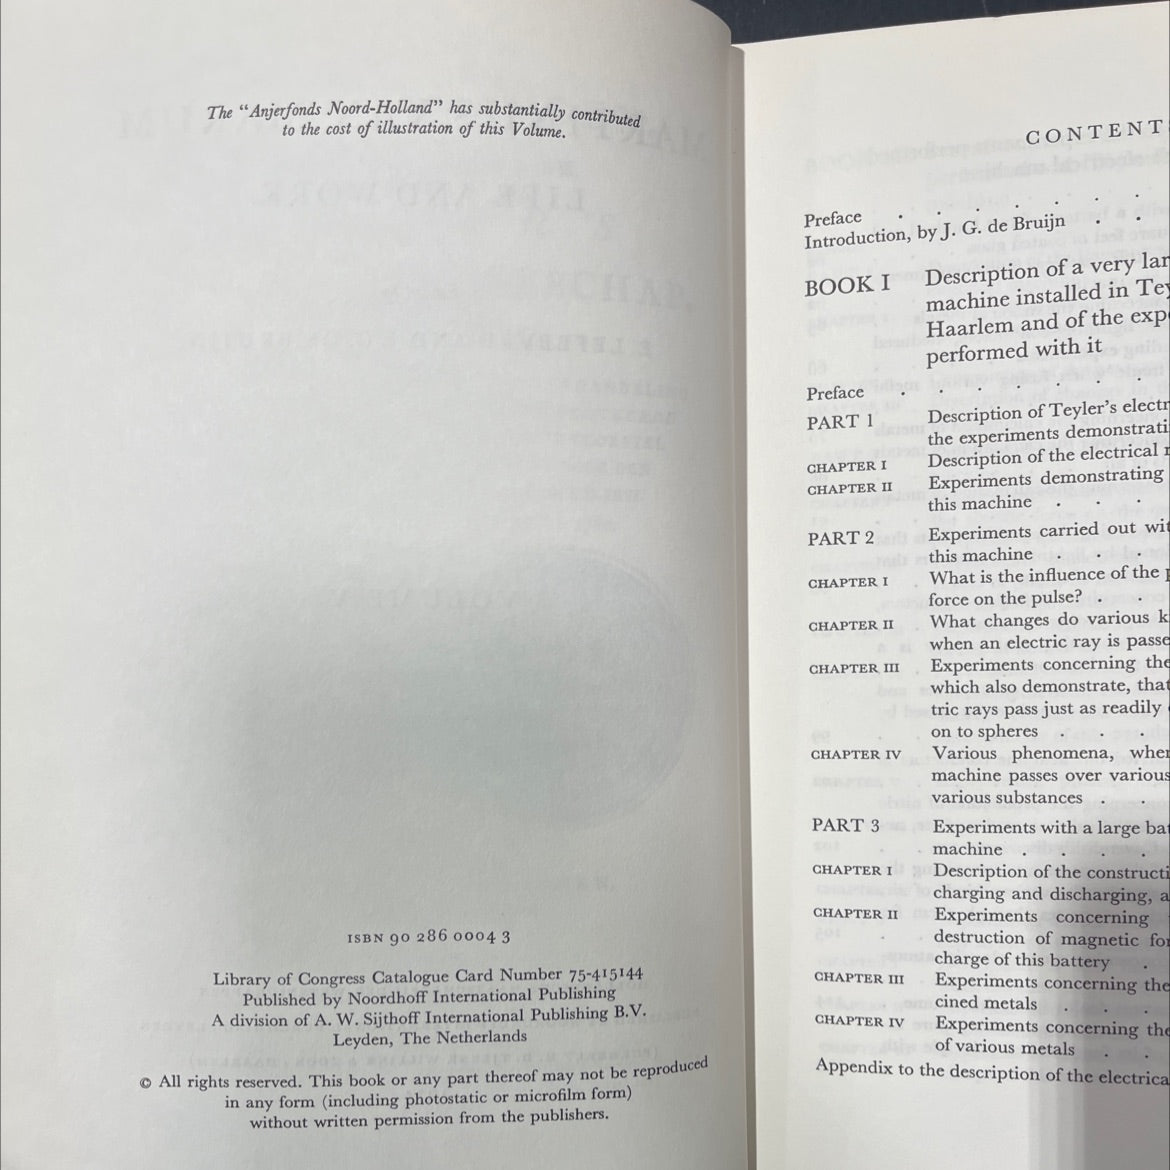 The “Anjerfonds Noord-Holland” has substantially contributed
to the cost of illustration of this Volume.
ISBN 90 286 0004 3
Library of Congress Catalogue Card Number 75-415144
Published by Noordhoff International Publishing
A division of A. W. Sijthoff International Publishing B.V.
Leyden, The Netherlands
© All rights reserved. This book or any part thereof may not be reproduced
in any form (including photostatic or microfilm form)
without written permission from the publishers.
CONTENTS
Preface . . . . . . .
Introduction, by J. G. de Bruijn . .
BOOK I Description of a very lar
machine installed in Tey
Haarlem and of the exp
performed with it
Preface . . . . . . .
PART 1 Description of Teyler's electr
the experiments demonstrati
CHAPTER I Description of the electrical
CHAPTER II Experiments demonstrating
this machine . . .
PART 2 Experiments carried out wit
this machine . . .
CHAPTER I What is the influence of the
force on the pulse? . .
CHAPTER II What changes do various k
when an electric ray is passe
CHAPTER III Experiments concerning the
which also demonstrate, that
tric rays pass just as readily
on to spheres . . .
CHAPTER IV Various phenomena, when
machine passes over various
various substances . .
PART 3 Experiments with a large bat
machine . . . .
CHAPTER I Description of the constructi
charging and discharging, a
CHAPTER II Experiments concerning
destruction of magnetic for
charge of this battery .
CHAPTER III Experiments concerning the
cined metals . . .
CHAPTER IV Experiments concerning the
of various metals . .
Appendix to the description of the electrica